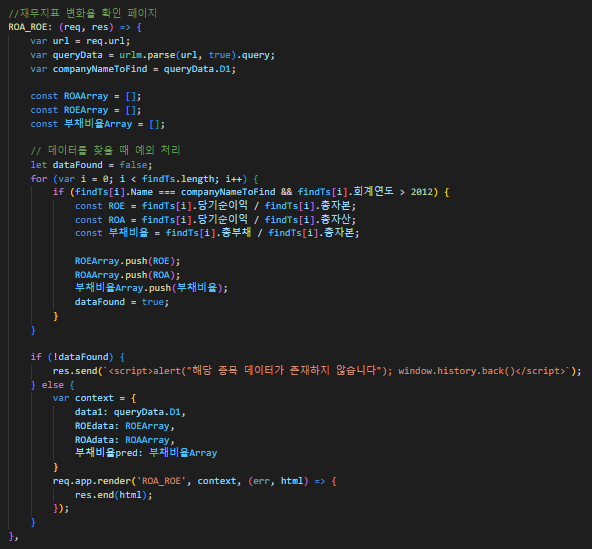 //재무지표 변화율 확인 페이지
ROA_ROE: (req, res) => {
    var url = req.url;
    var queryData = urlm.parse(url, true).query;
    var companyNameToFind = queryData.D1;

    const ROAArray = [];
    const ROEArray = [];
    const 부채비율Array = [];

    // 데이터를 찾을 때 예외 처리
    let dataFound = false;
    for (var i = 0; i < findTs.length; i++) {
        if (findTs[i].Name === companyNameToFind && findTs[i].회계연도 > 2012) {
            const ROE = findTs[i].당기순이익 / findTs[i].총자본;
            const ROA = findTs[i].당기순이익 / findTs[i].총자산;
            const 부채비율 = findTs[i].총부채 / findTs[i].총자본;

            ROEArray.push(ROE);
            ROAArray.push(ROA);
            부채비율Array.push(부채비율);
            dataFound = true;
        }
    }

    if (!dataFound) {
        res.send(`<script>alert("해당 종목 데이터가 존재하지 않습니다"); window.history.back()</script>`);
    } else {
        var context = {
            data1: queryData.D1,
            ROEdata: ROEArray,
            ROAdata: ROAArray,
            부채비율pred: 부채비율Array
        }
        req.app.render('ROA_ROE', context, (err, html) => {
            res.end(html);
        });
    }
},